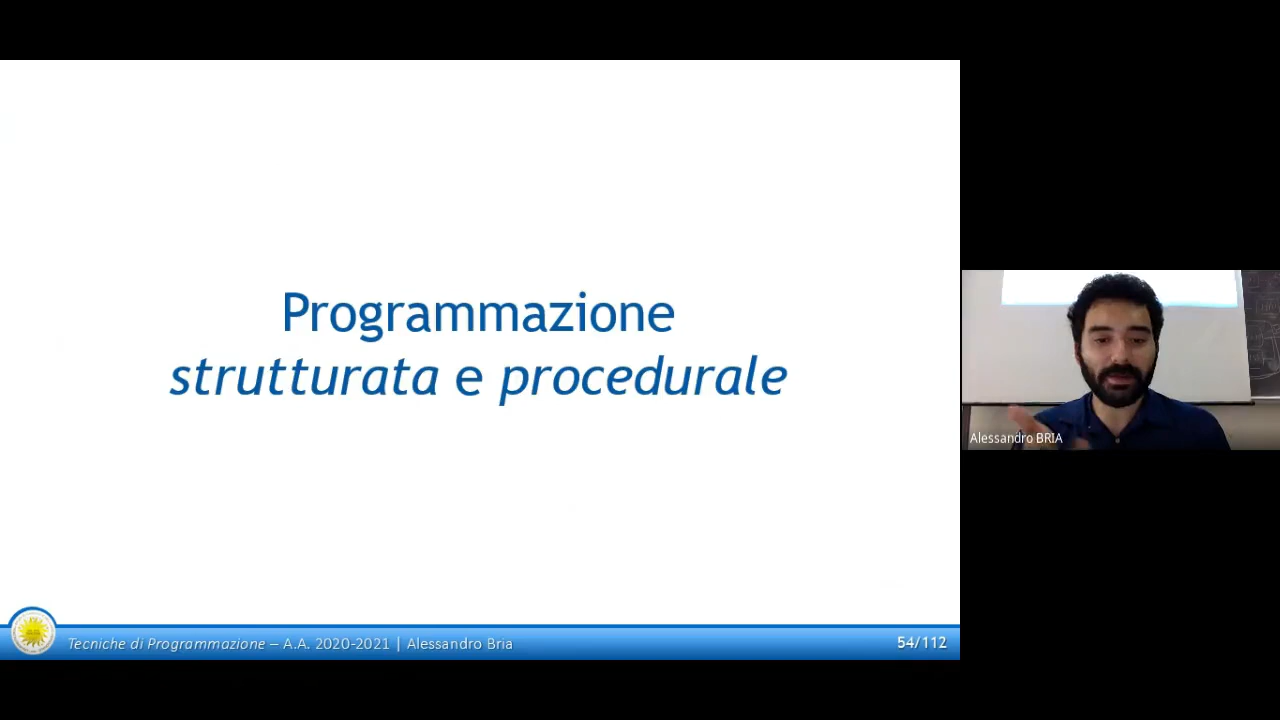 Programmazione
strutturata e procedurale
Alessandro BRIA
Tecniche di Programmazione – A.A. 2020-2021 | Alessandro Bria
54/112